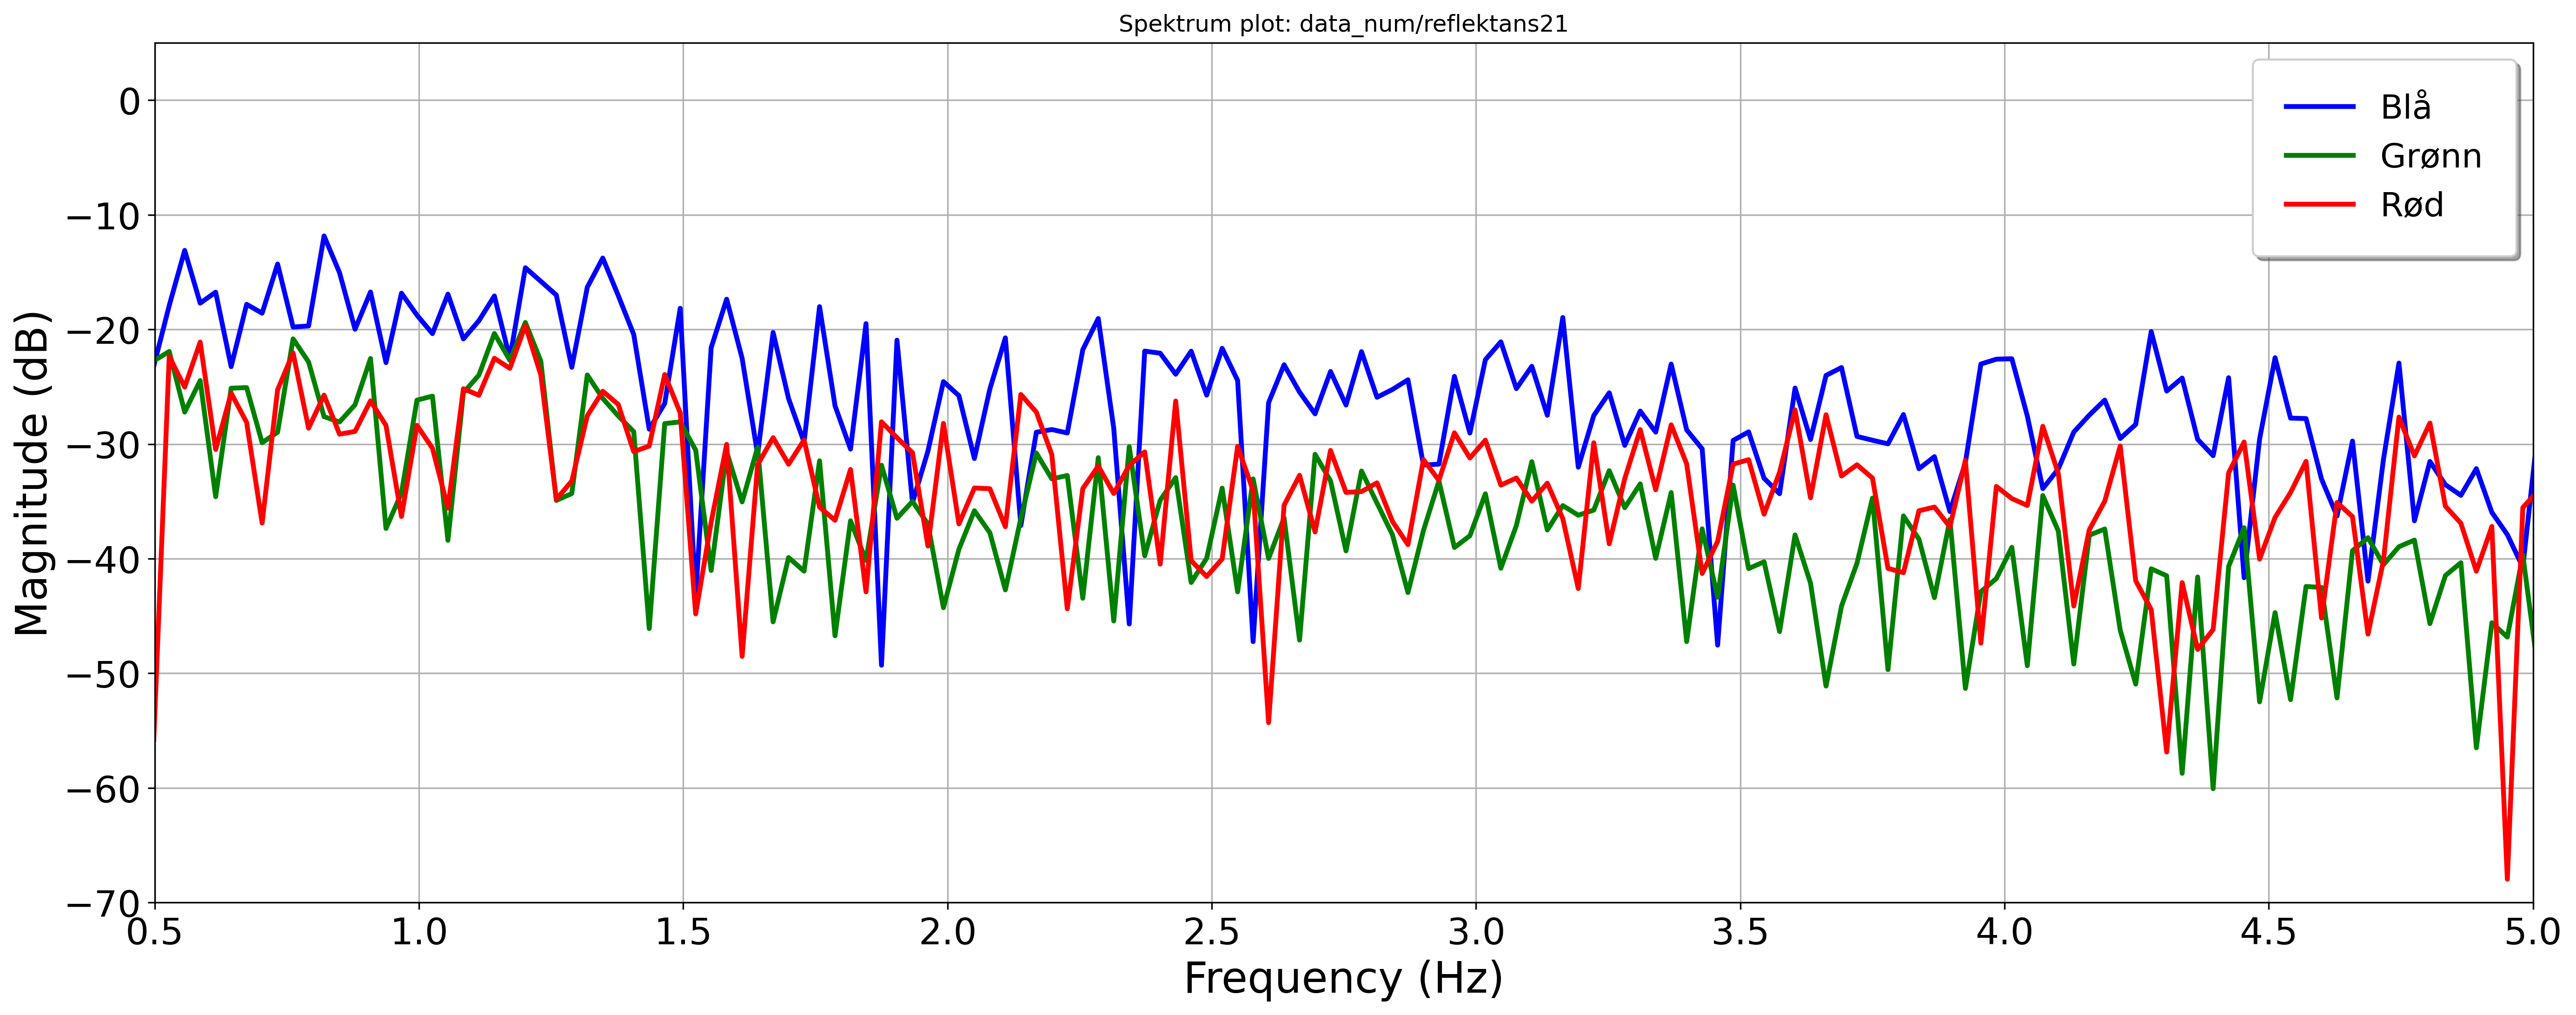 Spektrum plot: data_num/reflektans21
Magnitude (dB)
0
−10
−20
−30
−40
−50
−60
−70
Blå
Grønn
Rød
0.5 1.0 1.5 2.0 2.5 3.0 3.5 4.0 4.5 5.0
Frequency (Hz)